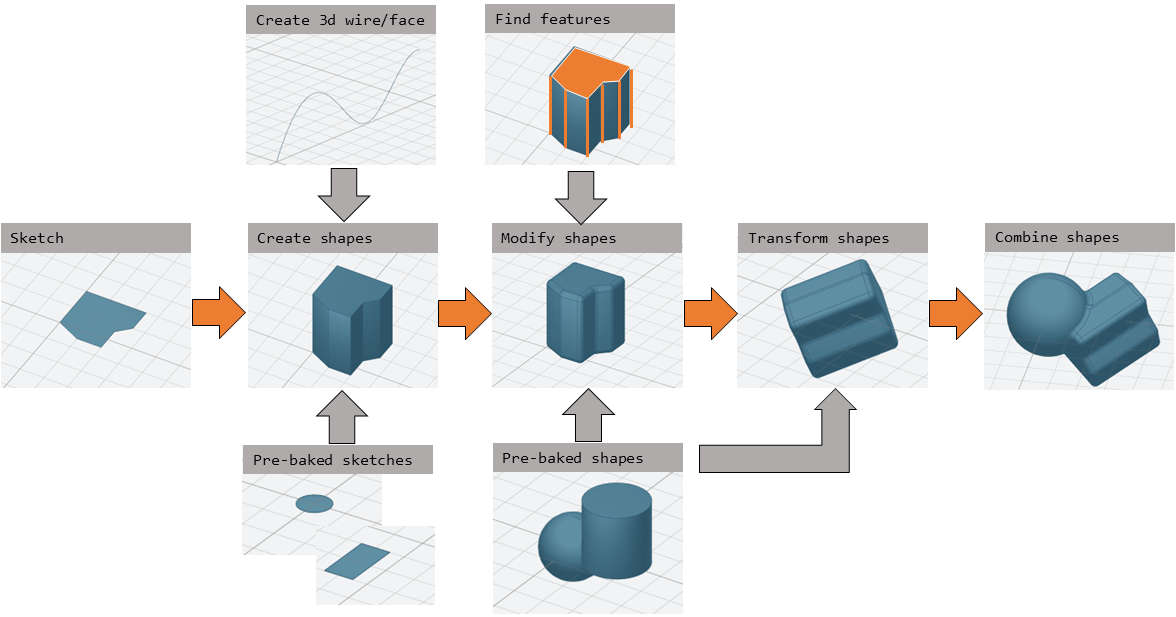 Create 3d wire/face
Find features
Sketch
Create shapes
Modify shapes
Transform shapes
Combine shapes
Pre-baked sketches
Pre-baked shapes